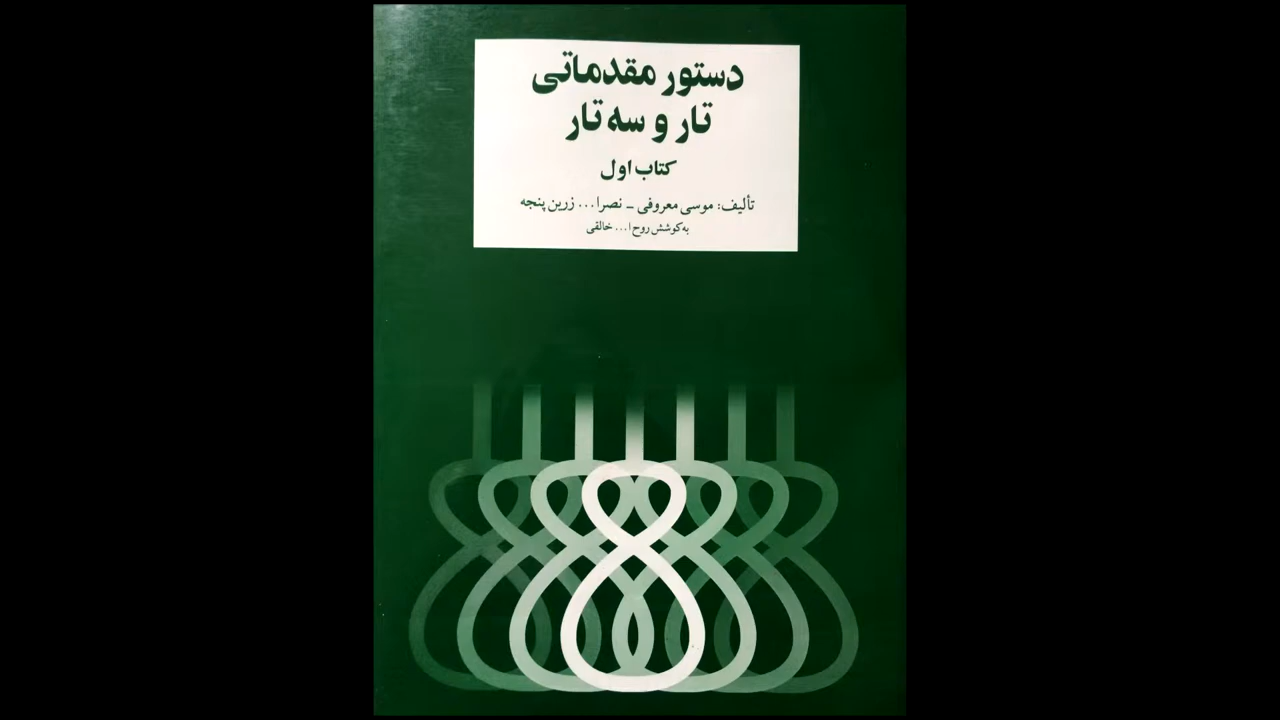 دستور مقدماتی
تار و سه تار
کتاب اول
تألیف: موسی معروفی - نصرا... زرین پنجه
به کوشش روح ا... خالقی